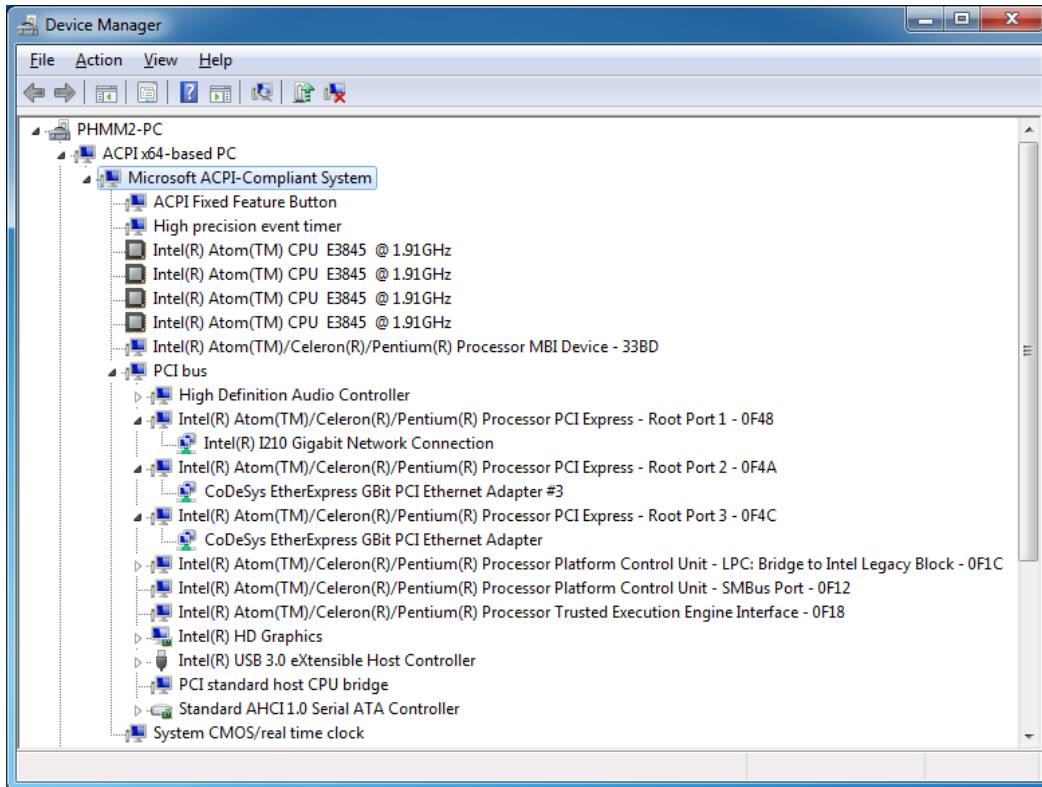 Device Manager
File Action View Help
PHMM2-PC
ACPI x64-based PC
Microsoft ACPI-Compliant System
ACPI Fixed Feature Button
High precision event timer
Intel(R) Atom(TM) CPU E3845 @ 1.91GHz
Intel(R) Atom(TM) CPU E3845 @ 1.91GHz
Intel(R) Atom(TM) CPU E3845 @ 1.91GHz
Intel(R) Atom(TM) CPU E3845 @ 1.91GHz
Intel(R) Atom(TM)/Celeron(R)/Pentium(R) Processor MBI Device - 33BD
PCI bus
High Definition Audio Controller
Intel(R) Atom(TM)/Celeron(R)/Pentium(R) Processor PCI Express - Root Port 1 - 0F48
Intel(R) I210 Gigabit Network Connection
Intel(R) Atom(TM)/Celeron(R)/Pentium(R) Processor PCI Express - Root Port 2 - 0F4A
CoDeSys EtherExpress GBit PCI Ethernet Adapter #3
Intel(R) Atom(TM)/Celeron(R)/Pentium(R) Processor PCI Express - Root Port 3 - 0F4C
CoDeSys EtherExpress GBit PCI Ethernet Adapter
Intel(R) Atom(TM)/Celeron(R)/Pentium(R) Processor Platform Control Unit - LPC: Bridge to Intel Legacy Block - 0F1C
Intel(R) Atom(TM)/Celeron(R)/Pentium(R) Processor Platform Control Unit - SMBus Port - 0F12
Intel(R) Atom(TM)/Celeron(R)/Pentium(R) Processor Trusted Execution Engine Interface - 0F18
Intel(R) HD Graphics
Intel(R) USB 3.0 eXtensible Host Controller
PCI standard host CPU bridge
Standard AHCI 1.0 Serial ATA Controller
System CMOS/real time clock